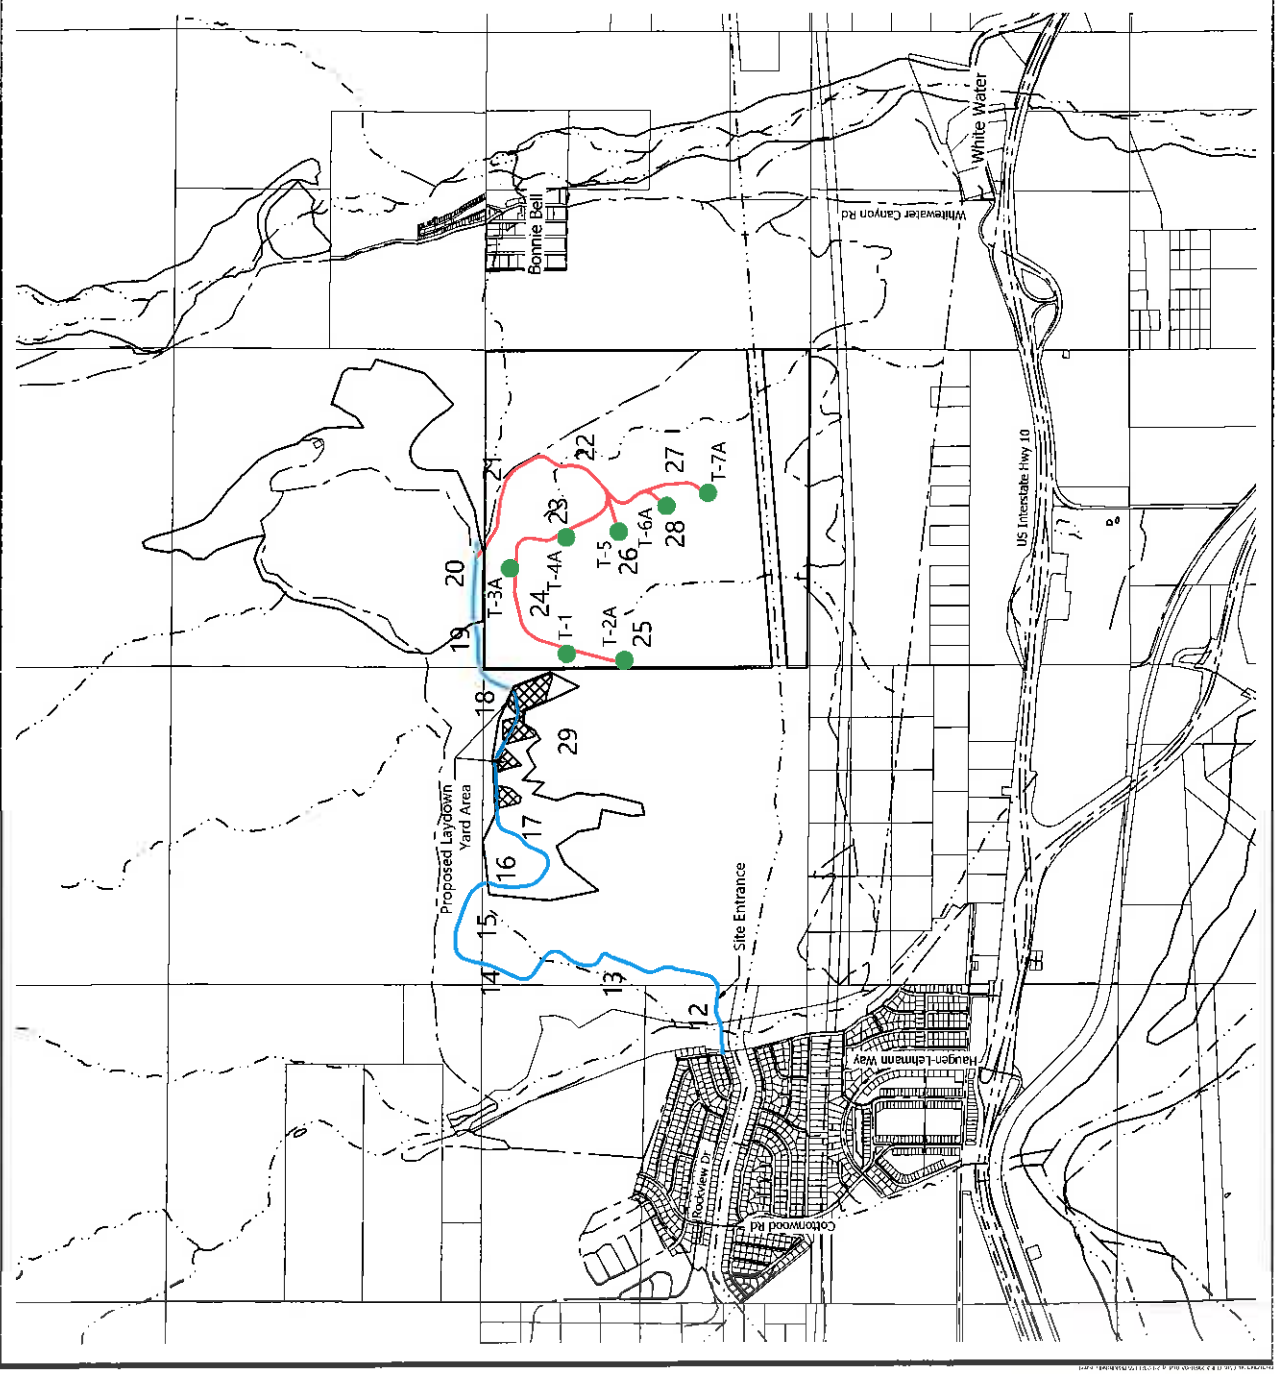 White Water
Whitewater Canyon Rd
Bonnie Bell
US Interstate Hwy 10
21
22
27
T-7A
23
T-6A
28
20
T-3A
T-4A
T-5
26
24
19
T-1
T-2A
25
18
29
Proposed Laydown
Yard Area
17
16
15
14
13
12
Site Entrance
Haugen-Lehmann Way
Rockview Dr
Cottonwood Rd